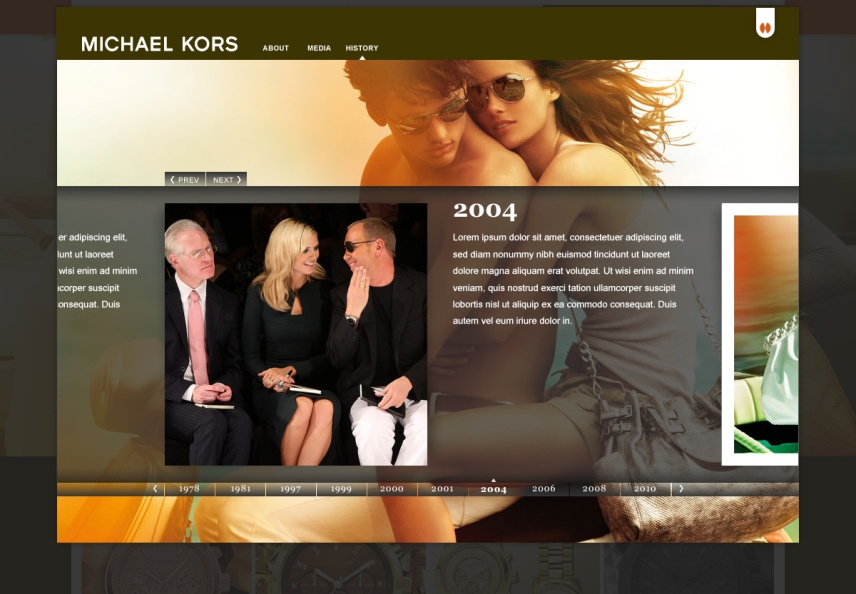 MICHAEL KORS
ABOUT MEDIA HISTORY
PREV NEXT
er adipiscing elit,
dunt ut laoreet
wisi enim ad minim
corper suscipit
onsequat. Duis
2004
Lorem ipsum dolor sit amet, consectetuer adipiscing elit,
sed diam nonummy nibh euismod tincidunt ut laoreet
dolore magna aliquam erat volutpat. Ut wisi enim ad minim
veniam, quis nostrud exerci tation ullamcorper suscipit
lobortis nisl ut aliquip ex ea commodo consequat. Duis
autem vel eum iriure dolor in.
1978 1981 1997 1999 2000 2001 2004 2006 2008 2010